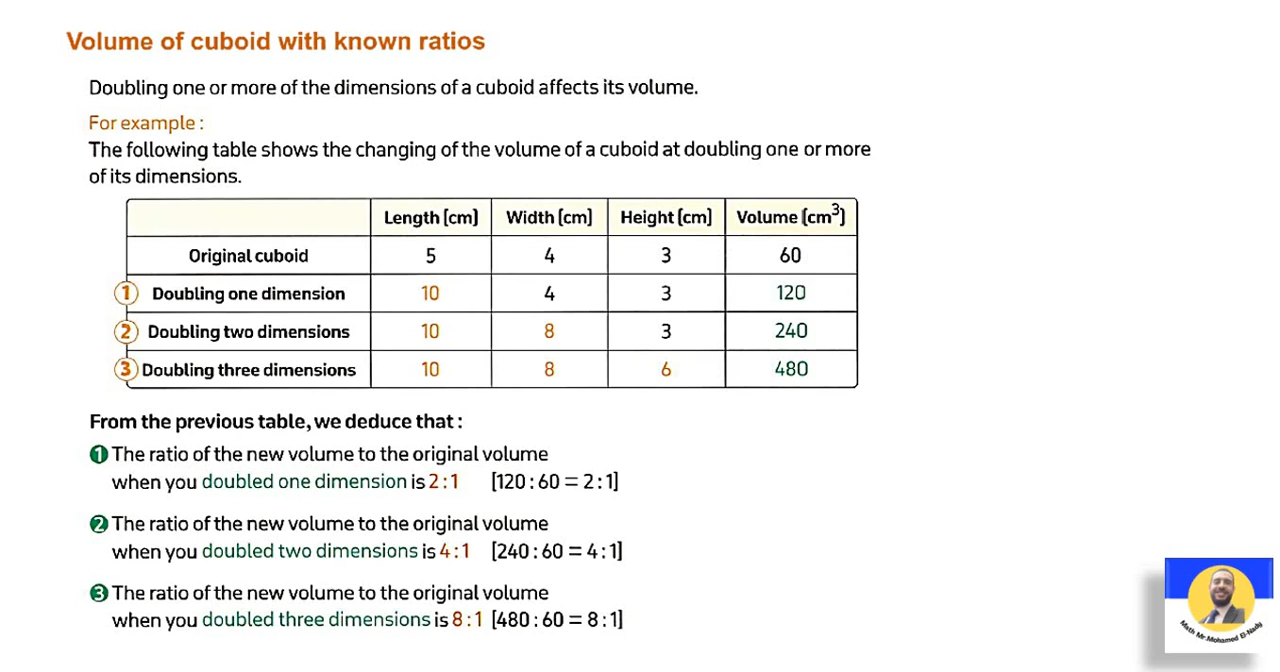 Volume of cuboid with known ratios
Doubling one or more of the dimensions of a cuboid affects its volume.
For example :
The following table shows the changing of the volume of a cuboid at doubling one or more
of its dimensions.
Length (cm) Width (cm) Height (cm) Volume (cm³)
Original cuboid 5 4 3 60
1 Doubling one dimension 10 4 3 120
2 Doubling two dimensions 10 8 3 240
3 Doubling three dimensions 10 8 6 480
From the previous table, we deduce that :
1 The ratio of the new volume to the original volume
when you doubled one dimension is 2 : 1 [120 : 60 = 2 : 1]
2 The ratio of the new volume to the original volume
when you doubled two dimensions is 4 : 1 [240 : 60 = 4 : 1]
3 The ratio of the new volume to the original volume
when you doubled three dimensions is 8 : 1 [480 : 60 = 8 : 1]
Math Mr.Mohamed El-Nady